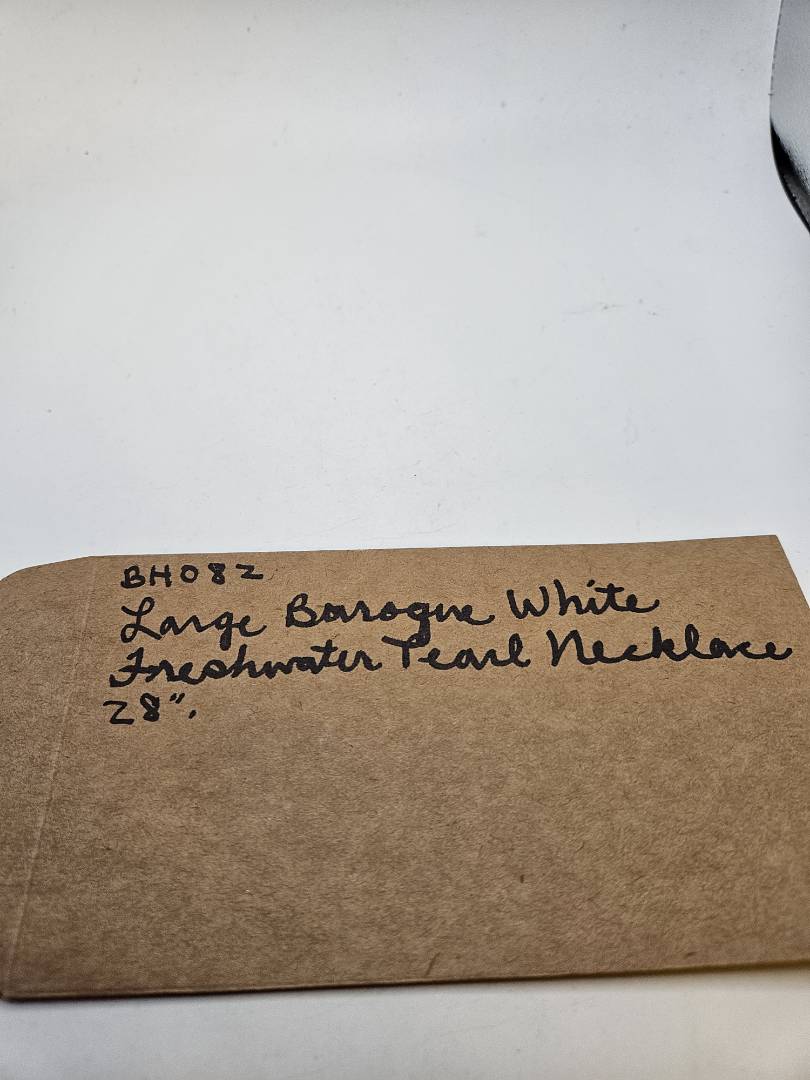 BH082
Large Baroque White
Freshwater Pearl Necklace
28".